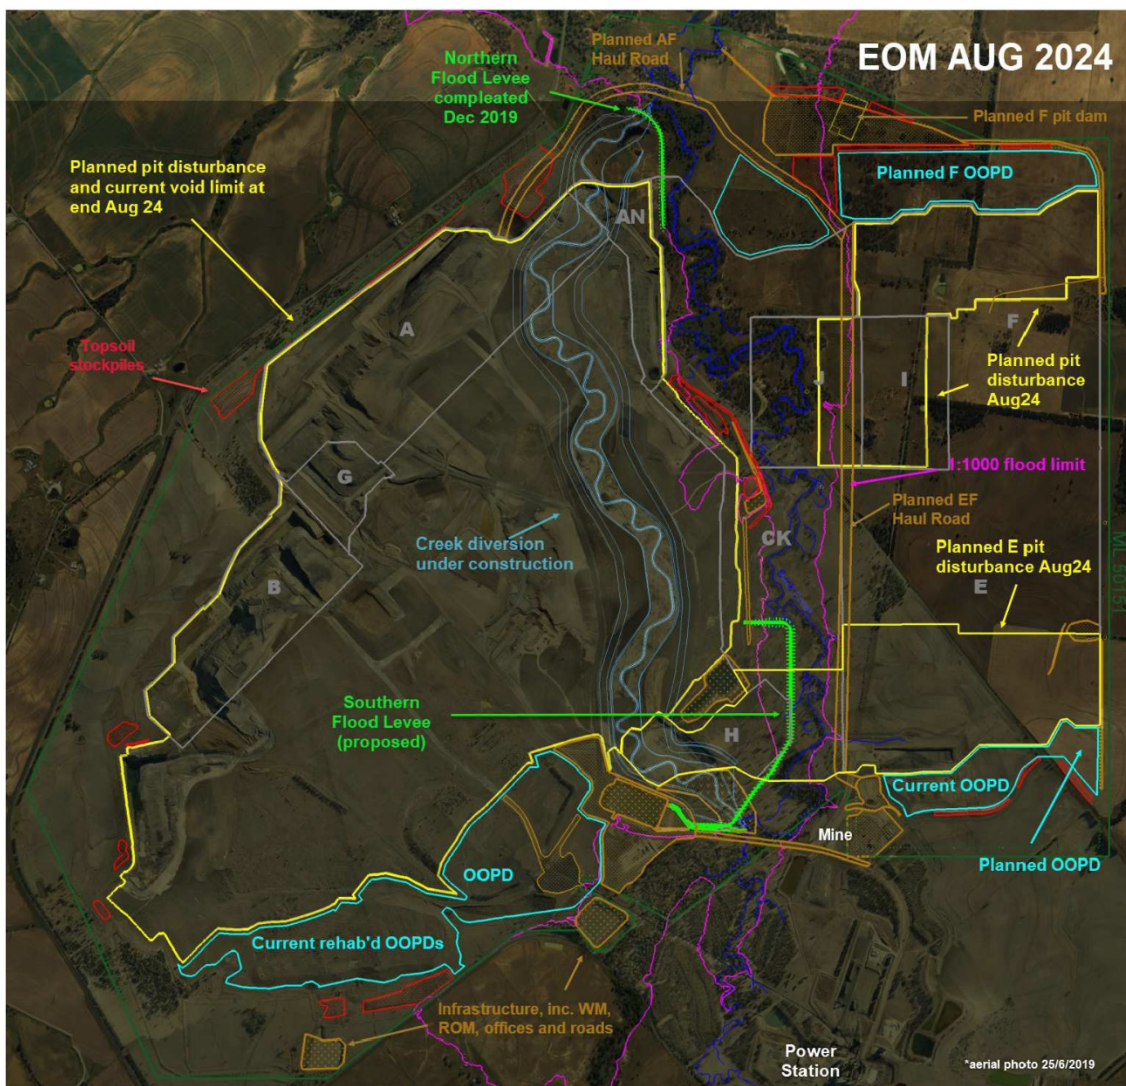 EOM AUG 2024
Planned AF
Haul Road
Northern
Flood Levee
compleated
Dec 2019
Planned F pit dam
Planned pit disturbance
and current void limit at
end Aug 24
Planned F OOPD
AN
A
F
Topsoil
stockpiles
Planned pit
disturbance
Aug24
J
I
G
1:1000 flood limit
Planned EF
Haul Road
CK
Creek diversion
under construction
Planned E pit
disturbance Aug24
ML 50151
B
E
Southern
Flood Levee
(proposed)
H
Current OOPD
Mine
Planned OOPD
OOPD
Current rehab'd OOPDs
Infrastructure, inc. WM,
ROM, offices and roads
Power
Station
*aerial photo 25/6/2019